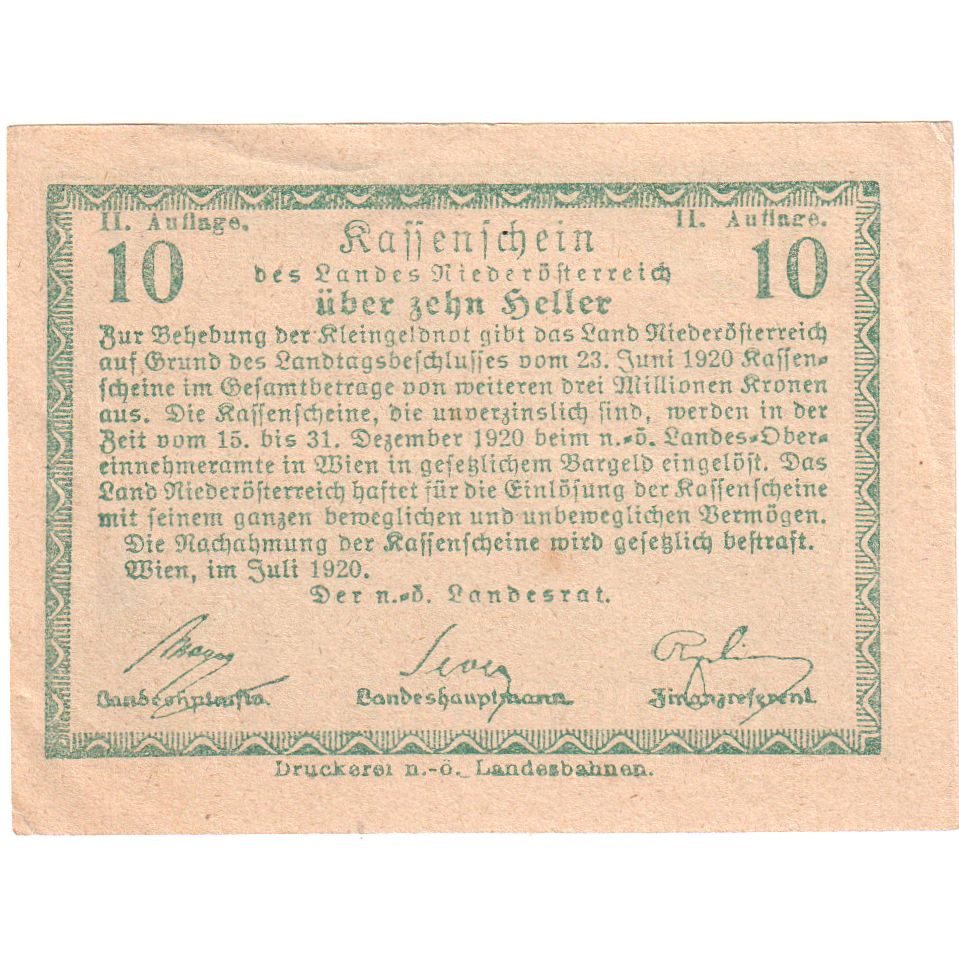 II. Auflage. II. Auflage.
10 Kassenschein 10
des Landes Niederösterreich
über zehn Heller
Zur Behebung der Kleingeldnot gibt das Land Niederösterreich
auf Grund des Landtagsbeschlusses vom 23. Juni 1920 Kassen-
scheine im Gesamtbetrage von weiteren drei Millionen Kronen
aus. Die Kassenscheine, die unverzinslich sind, werden in der
Zeit vom 15. bis 31. Dezember 1920 beim n.-ö. Landes-Ober-
einnehmeramte in Wien in gesetzlichem Bargeld eingelöst. Das
Land Niederösterreich haftet für die Einlösung der Kassenscheine
mit seinem ganzen beweglichen und unbeweglichen Vermögen.
Die Nachahmung der Kassenscheine wird gesetzlich bestraft.
Wien, im Juli 1920.
Der n.-ö. Landesrat.
Sever
Landeshauptmann Finanzreferent
Druckerei n.-ö. Landesbahnen.